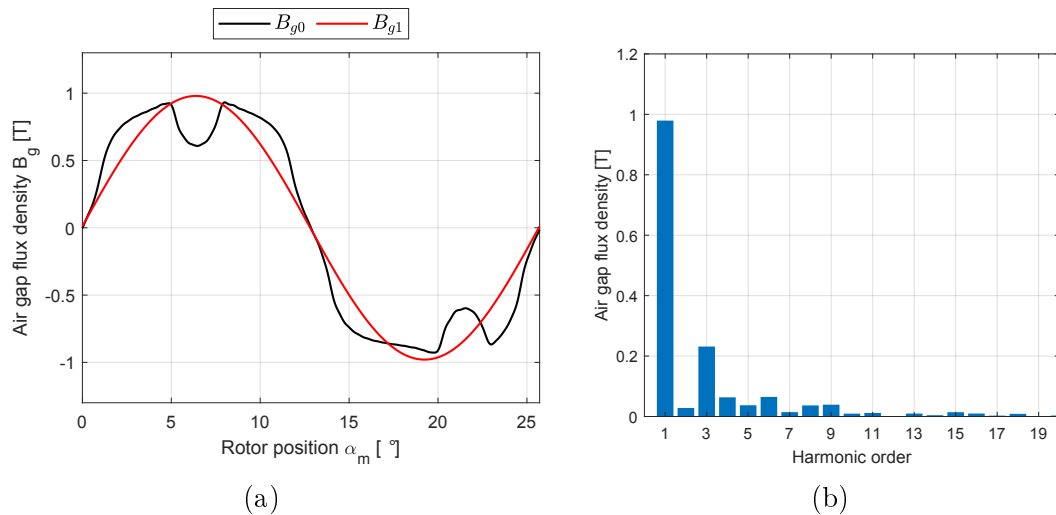 B_g0 B_g1
Air gap flux density B_g [T]
1
0.5
0
-0.5
-1
0 5 10 15 20 25
Rotor position α_m [ °]
(a)
Air gap flux density [T]
1.2
1
0.8
0.6
0.4
0.2
0
1 3 5 7 9 11 13 15 17 19
Harmonic order
(b)